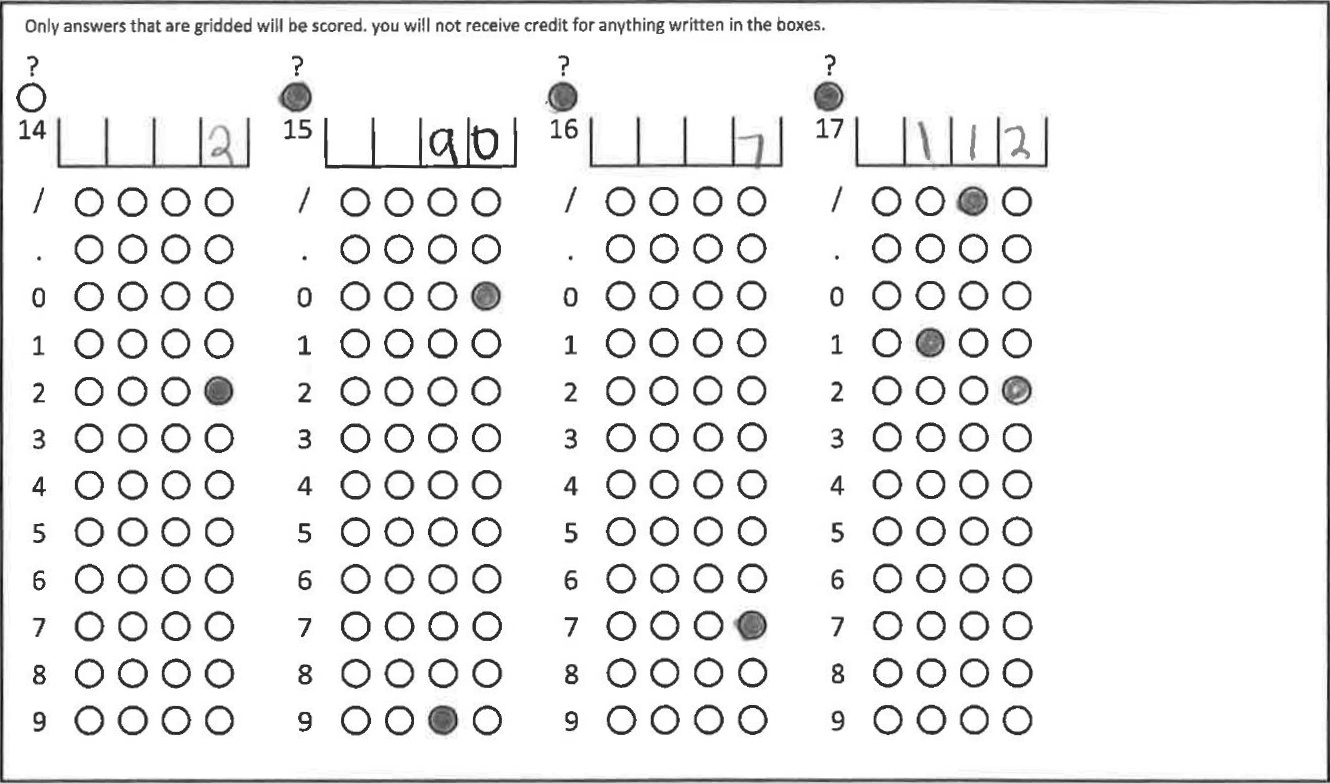 Only answers that are gridded will be scored. you will not receive credit for anything written in the boxes.
? ? ? ?
14 2 15 90 16 7 17 1/2
/ / / /
. . . .
0 0 0 0
1 1 1 1
2 2 2 2
3 3 3 3
4 4 4 4
5 5 5 5
6 6 6 6
7 7 7 7
8 8 8 8
9 9 9 9